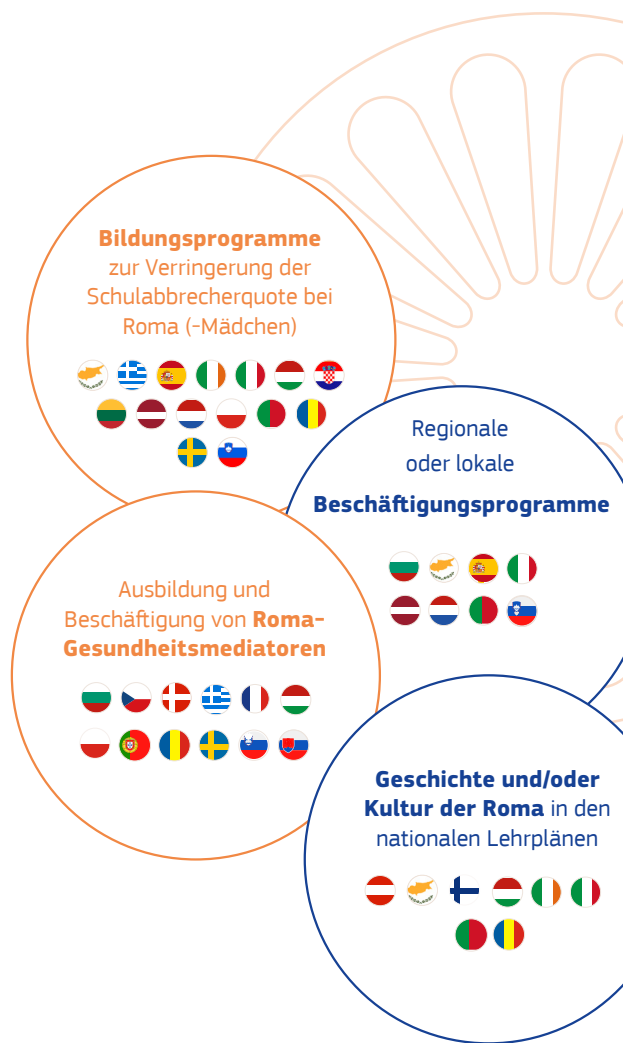 Bildungsprogramme
zur Verringerung der
Schulabbrecherquote bei
Roma (-Mädchen)
Regionale
oder lokale
Beschäftigungsprogramme
Ausbildung und
Beschäftigung von Roma-
Gesundheitsmediatoren
Geschichte und/oder
Kultur der Roma in den
nationalen Lehrplänen